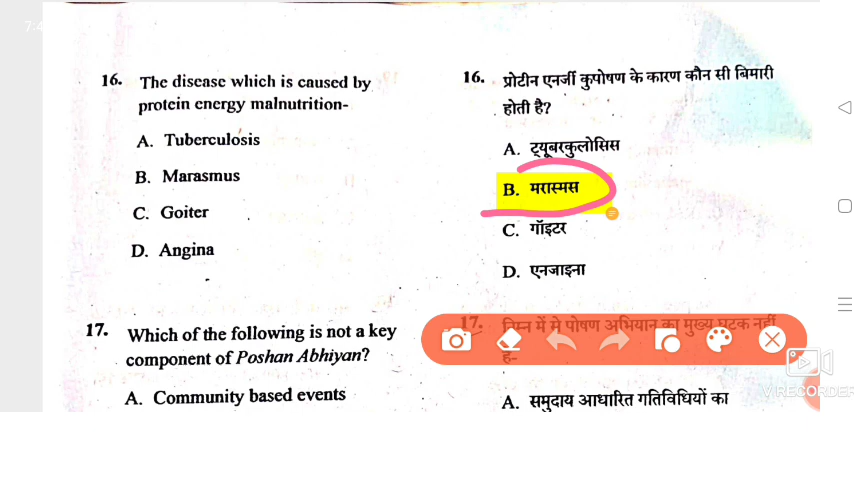 16. The disease which is caused by
protein energy malnutrition-
A. Tuberculosis
B. Marasmus
C. Goiter
D. Angina
17. Which of the following is not a key
component of Poshan Abhiyan?
A. Community based events
16. प्रोटीन एनर्जी कुपोषण के कारण कौन सी बिमारी
होती है?
A. ट्यूबरकुलोसिस
B. मरास्मस
C. गॉइटर
D. एनजाइना
17. निम्न में मे पोषण अभियान का मुख्य घटक नहीं
है-
A. समुदाय आधारित गतिविधियों का
V RECORDER